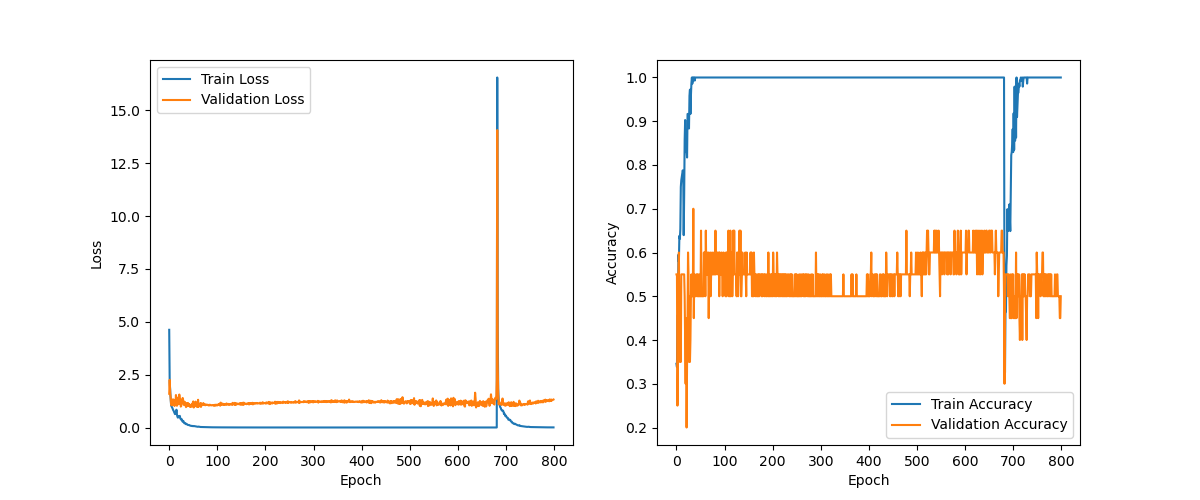 Train Loss
Validation Loss
15.0
12.5
10.0
7.5
5.0
2.5
0.0
Loss
0 100 200 300 400 500 600 700 800
Epoch
1.0
0.9
0.8
0.7
0.6
0.5
0.4
0.3
0.2
Accuracy
Train Accuracy
Validation Accuracy
0 100 200 300 400 500 600 700 800
Epoch